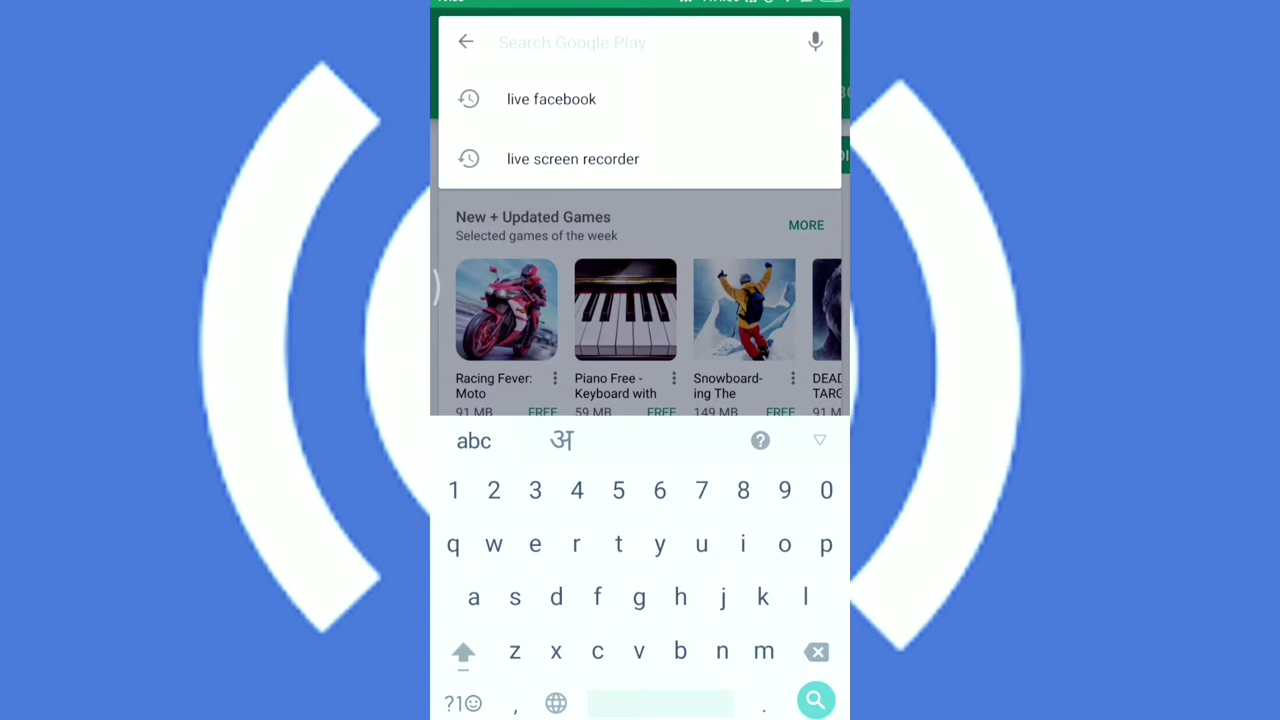 Search Google Play
live facebook
live screen recorder
New + Updated Games
MORE
Selected games of the week
Racing Fever: Moto
Piano Free - Keyboard with
Snowboard-ing The
DEAD TARG
91 MB FREE
59 MB FREE
149 MB FREE
91 M
abc अ
1 2 3 4 5 6 7 8 9 0
q w e r t y u i o p
a s d f g h j k l
z x c v b n m
?1☺ , .